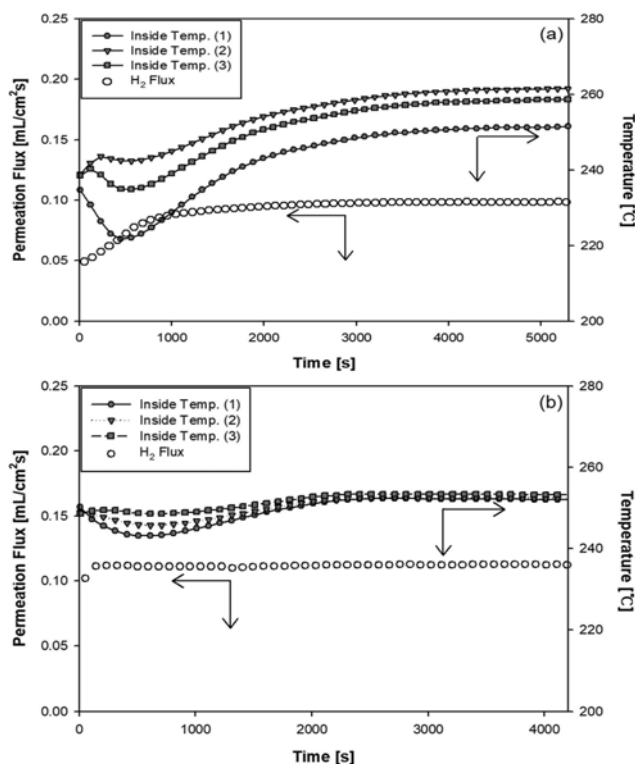 Inside Temp. (1)
Inside Temp. (2)
Inside Temp. (3)
H₂ Flux
(a)
Permeation Flux [mL/cm²s]
0.25
0.20
0.15
0.10
0.05
0.00
280
260
240
220
200
Temperature [℃]
0 1000 2000 3000 4000 5000
Time [s]
Inside Temp. (1)
Inside Temp. (2)
Inside Temp. (3)
H₂ Flux
(b)
Permeation Flux [mL/cm²s]
0.25
0.20
0.15
0.10
0.05
0.00
280
260
240
220
200
Temperature [℃]
0 1000 2000 3000 4000
Time [s]